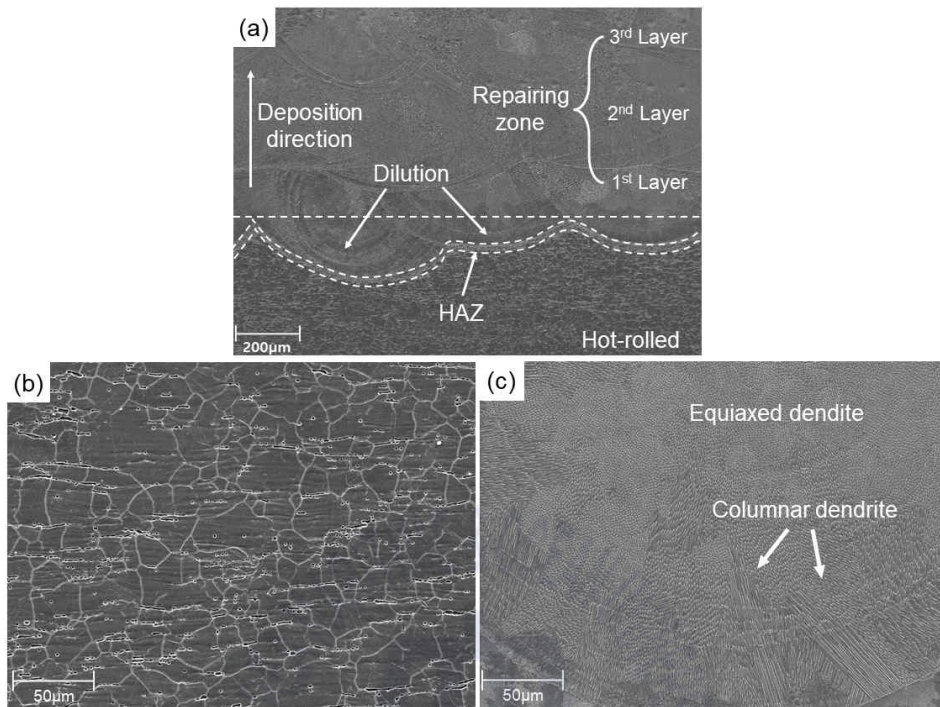 (a)
3rd Layer
Repairing
zone
2nd Layer
1st Layer
Deposition
direction
Dilution
HAZ
Hot-rolled
200μm
(b)
50μm
(c)
Equiaxed dendite
Columnar dendrite
50μm